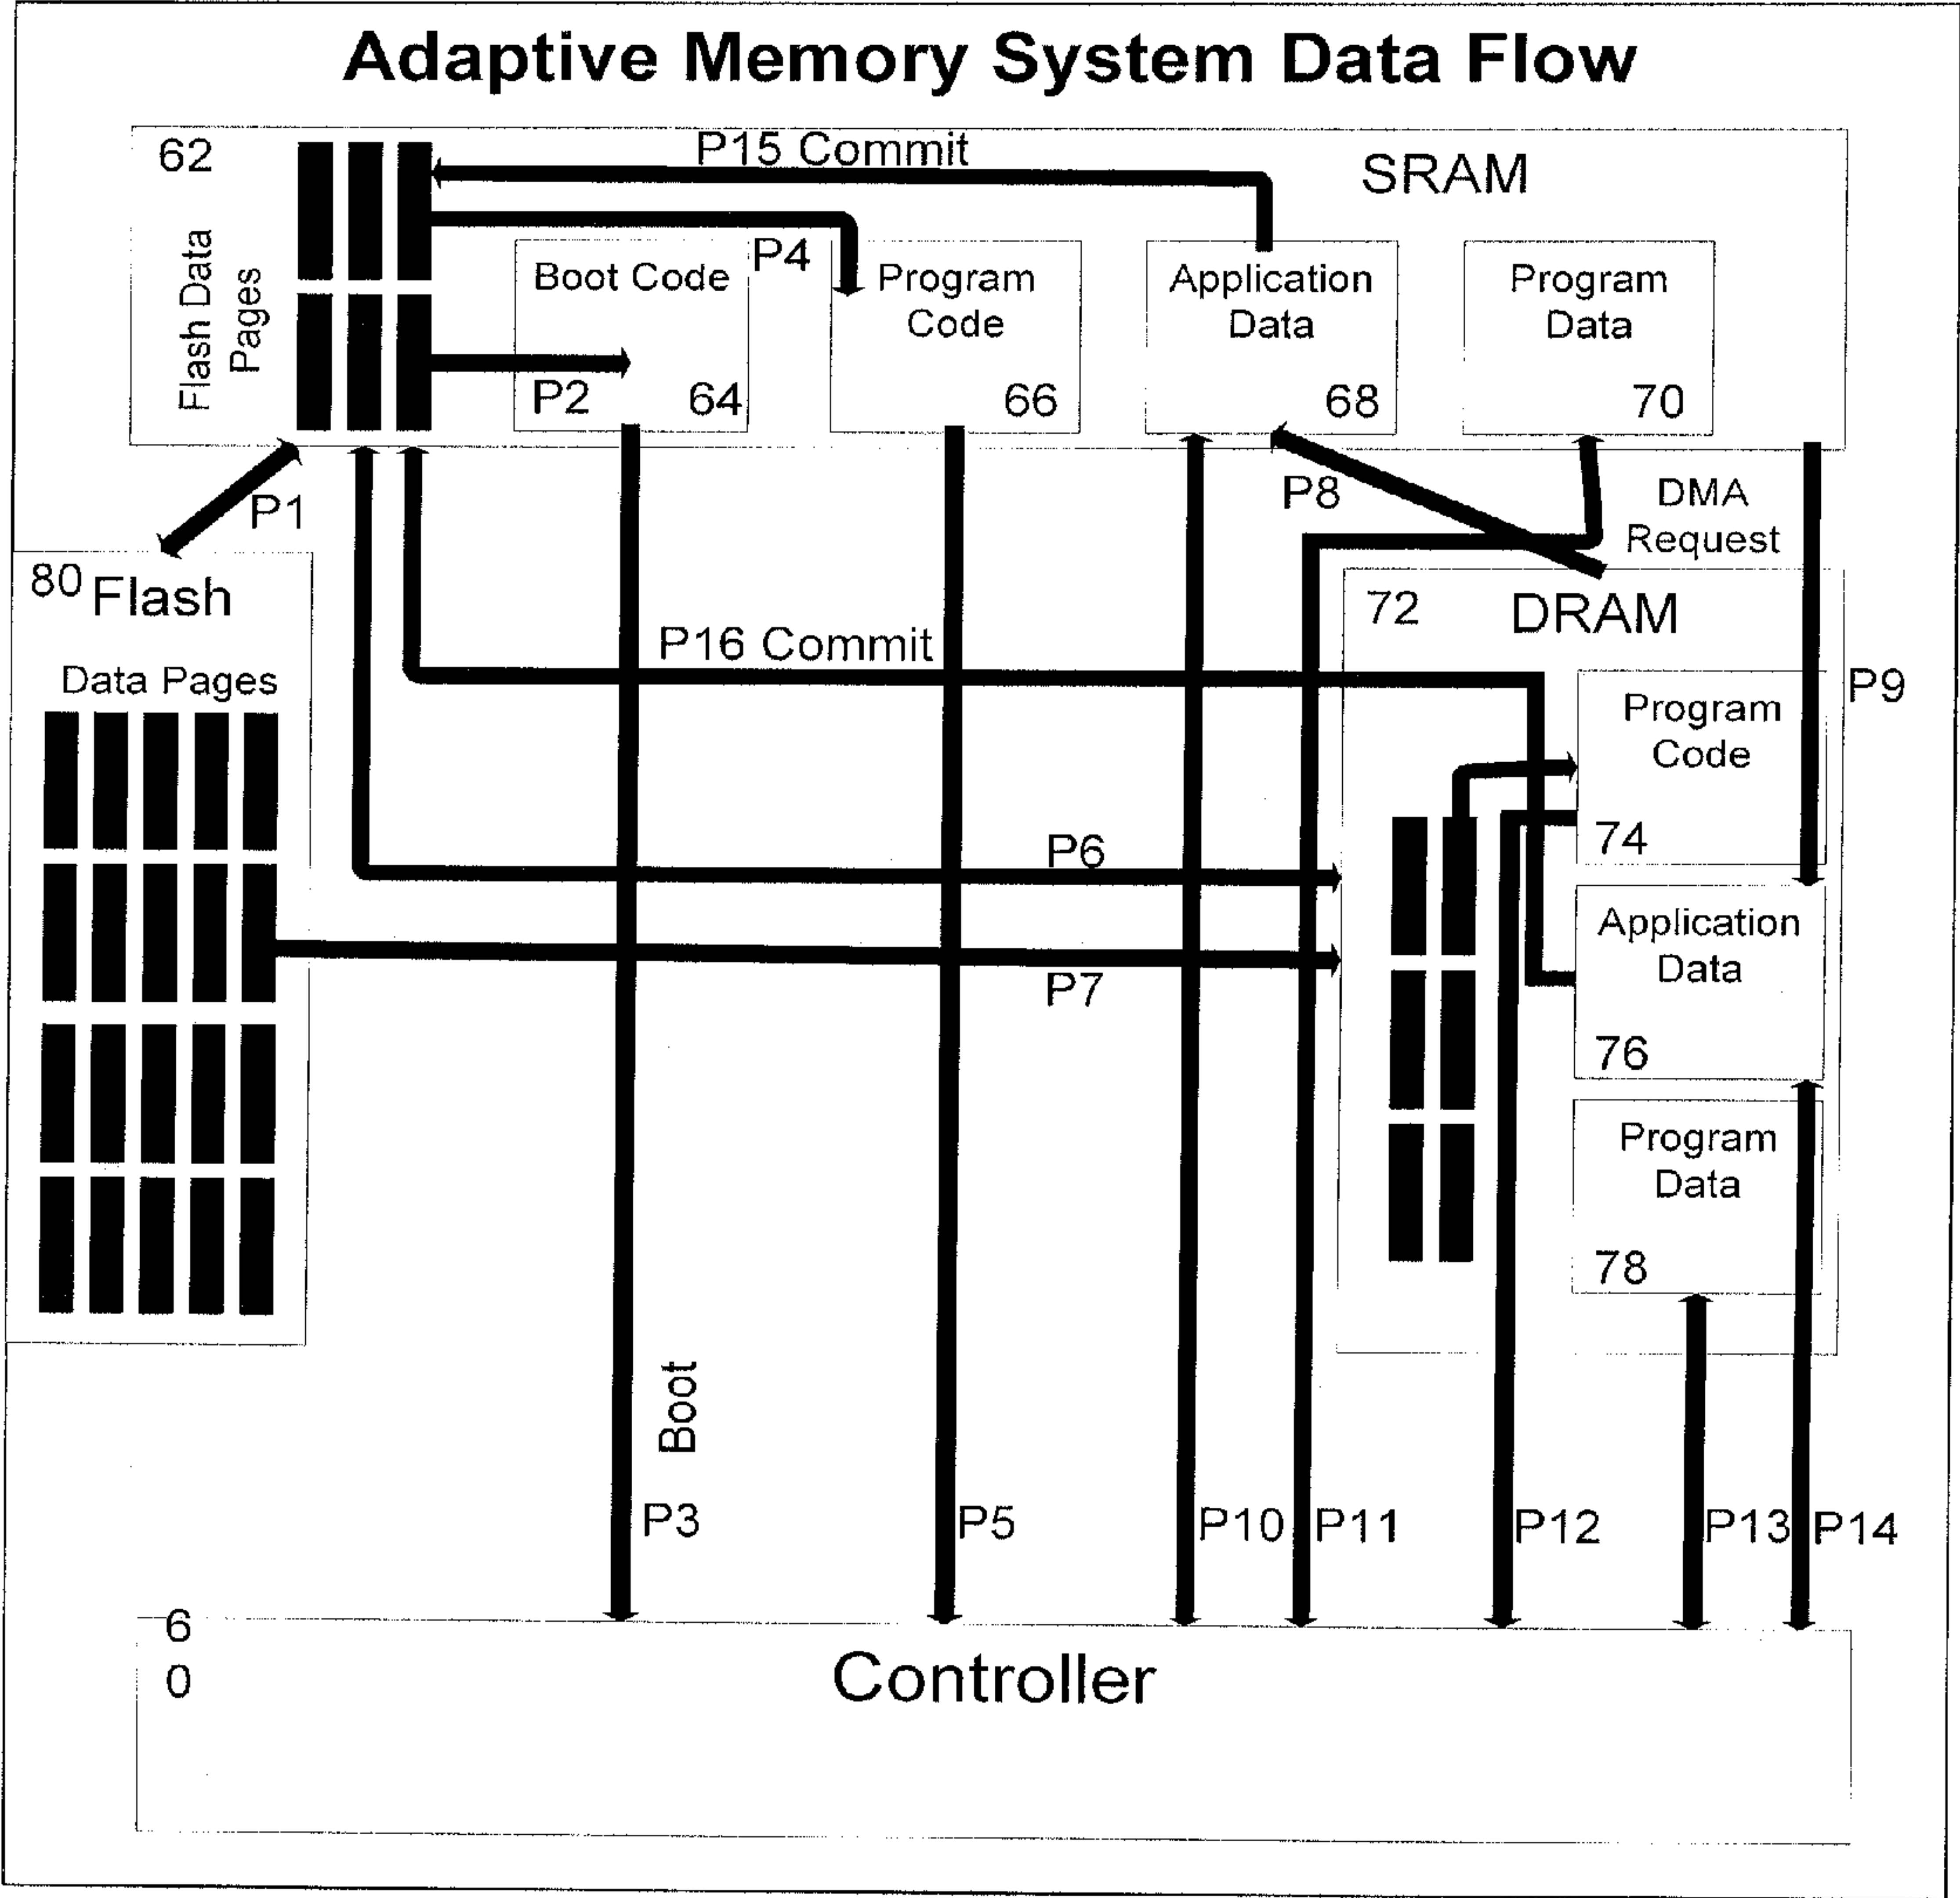 Adaptive Memory System Data Flow
62
P15 Commit
SRAM
Flash Data
Pages
P4
Boot Code
P2
64
Program
Code
66
Application
Data
68
Program
Data
70
P1
P8
DMA
Request
80
Flash
Data Pages
P16 Commit
72
DRAM
P9
Program
Code
74
P6
P7
Application
Data
76
Program
Data
78
Boot
P3
P5
P10
P11
P12
P13
P14
6
0
Controller